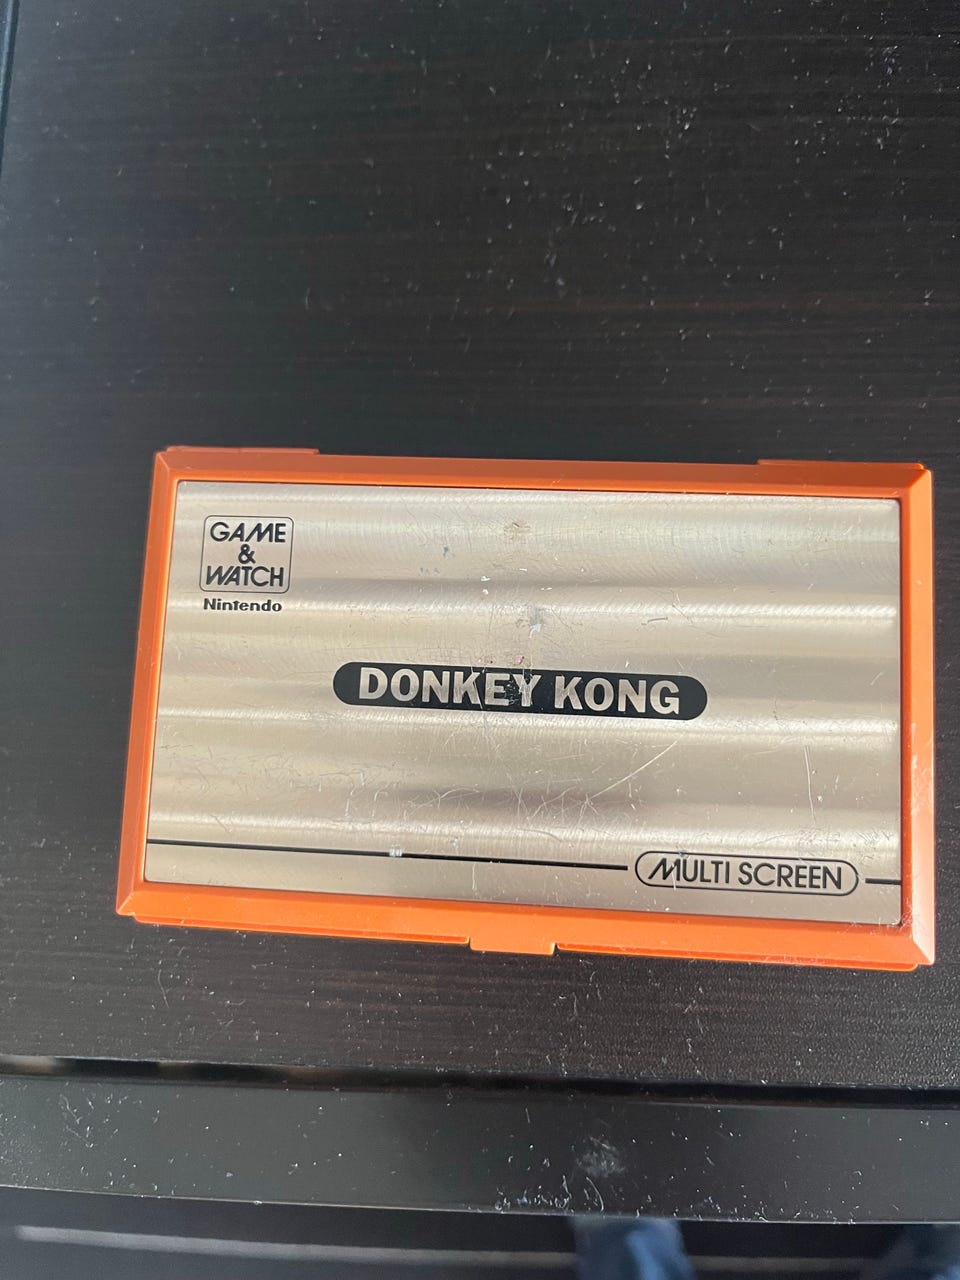 GAME
&
WATCH
Nintendo
DONKEY KONG
MULTI SCREEN